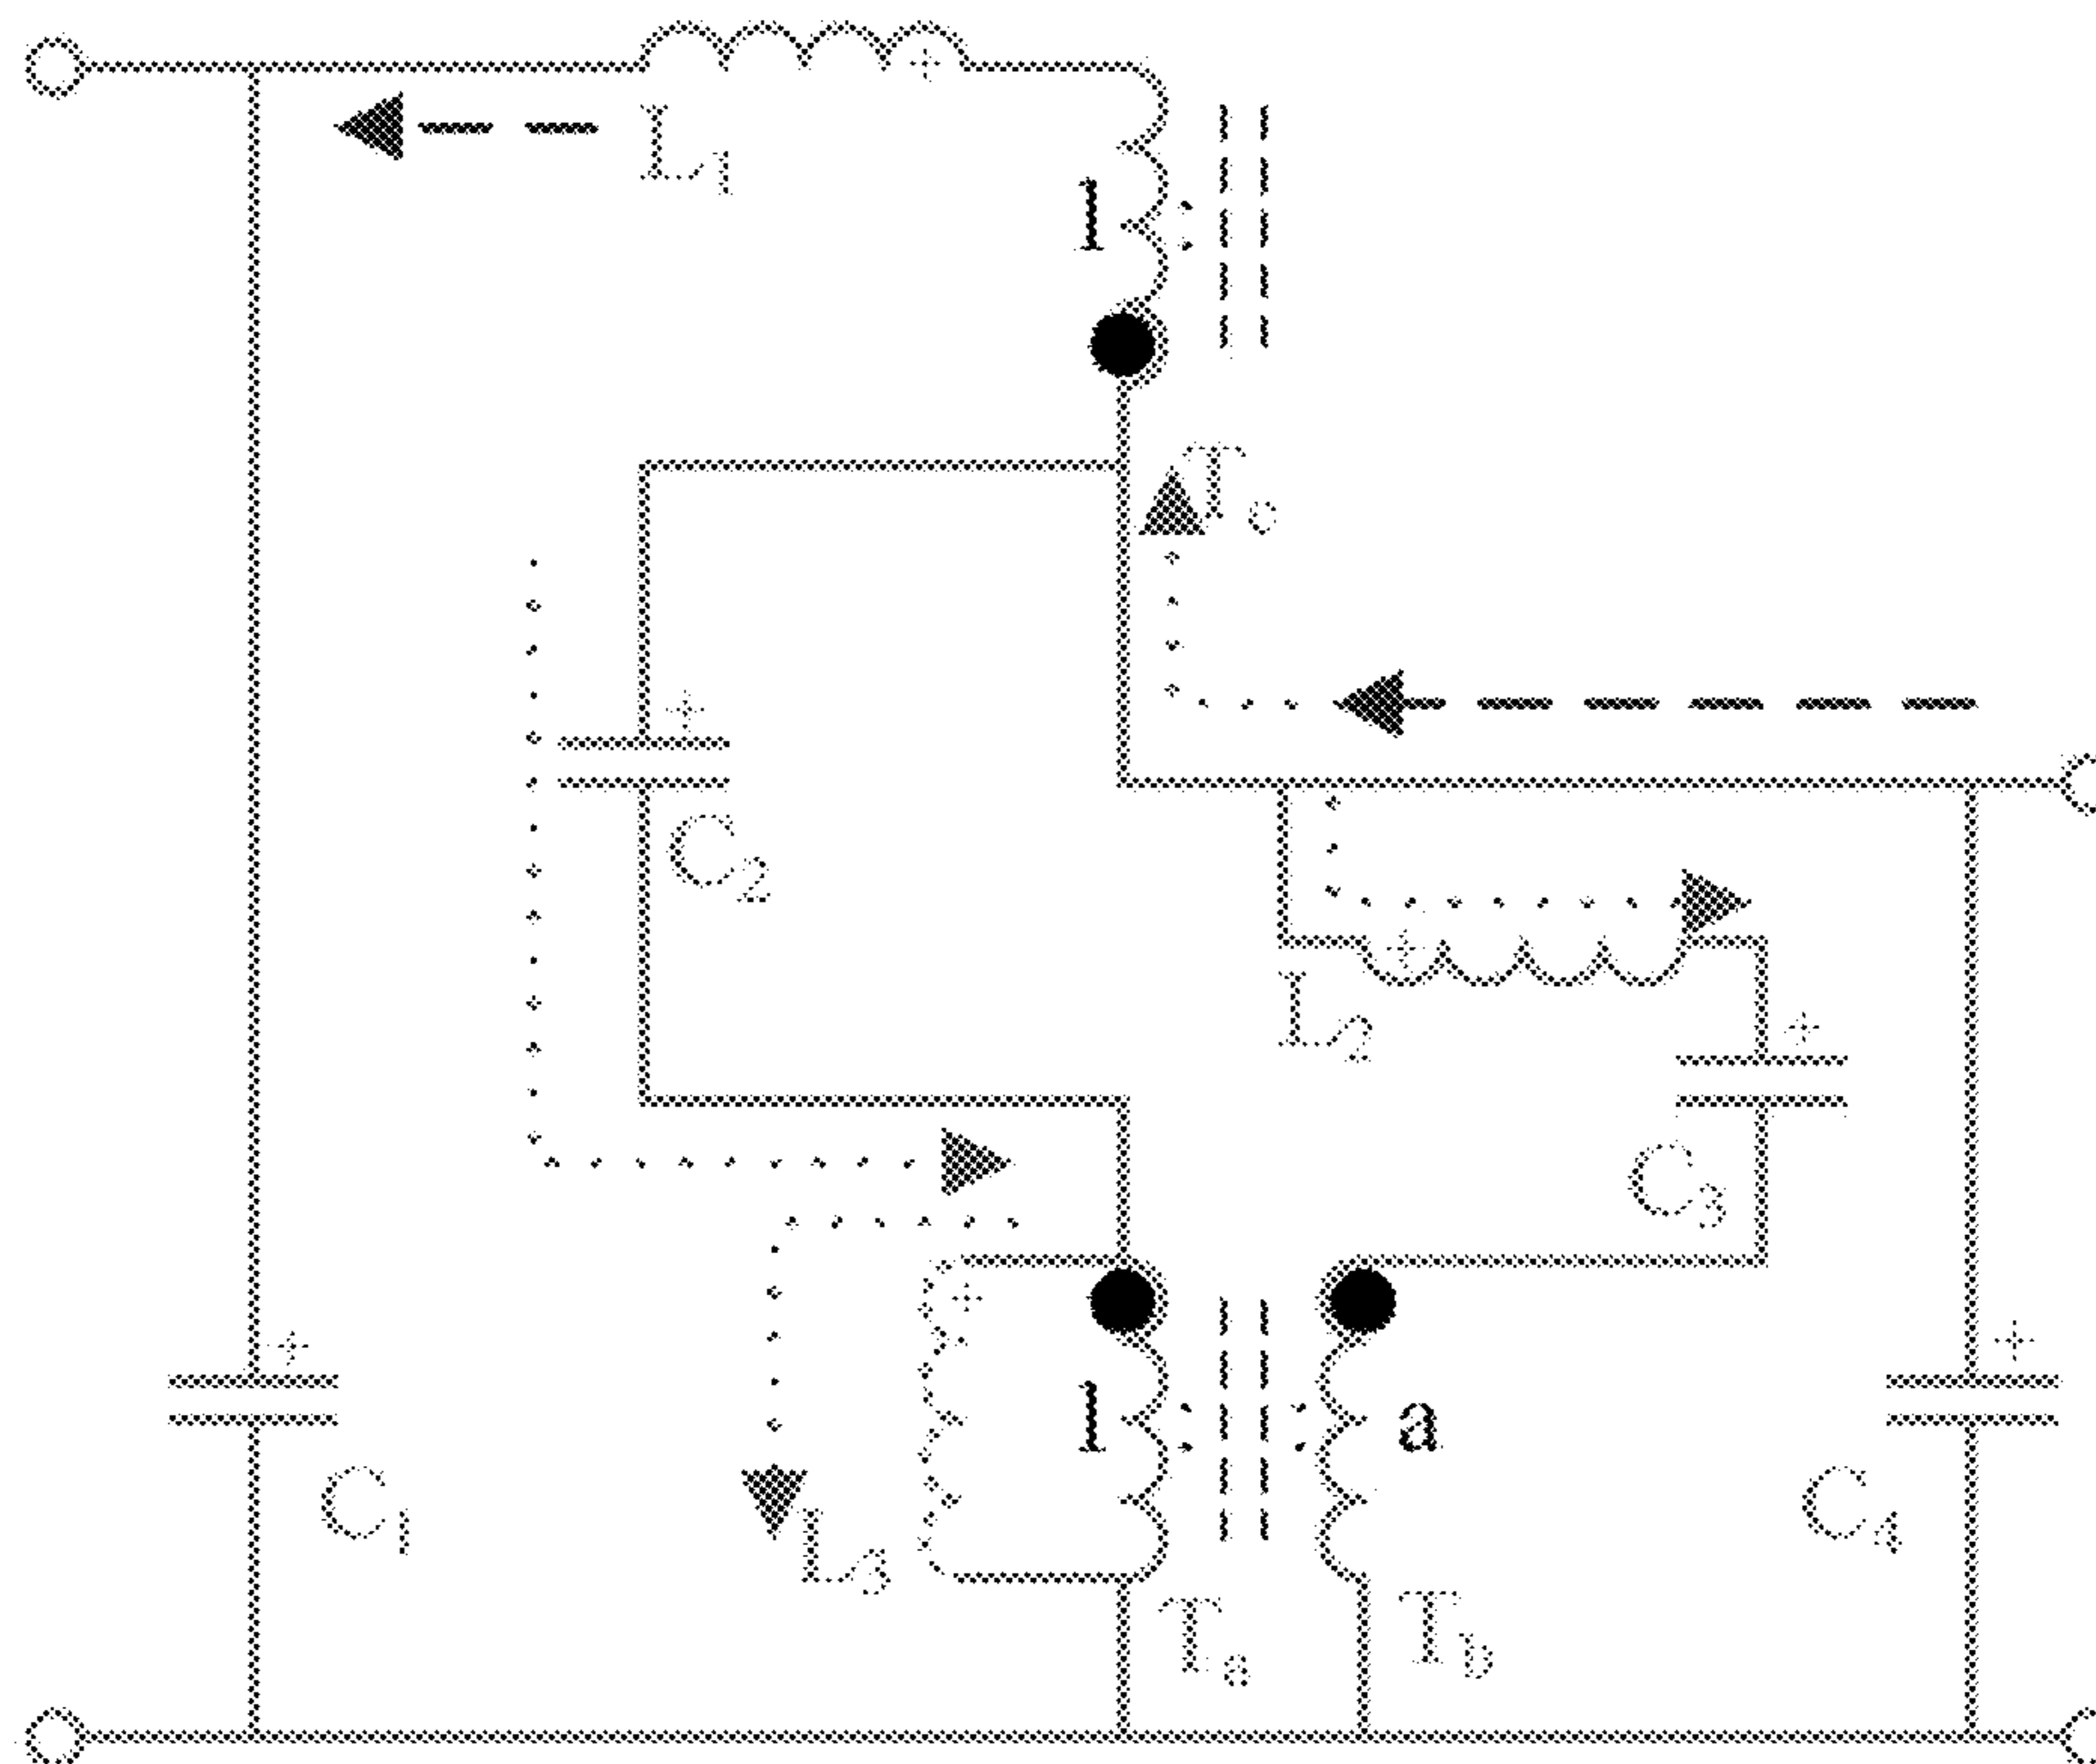 +
L1
1 :
Tc
+
C2
+
L2
+
C3
+
+
+
1 : : a
C1
L3
C4
Ta
Tb